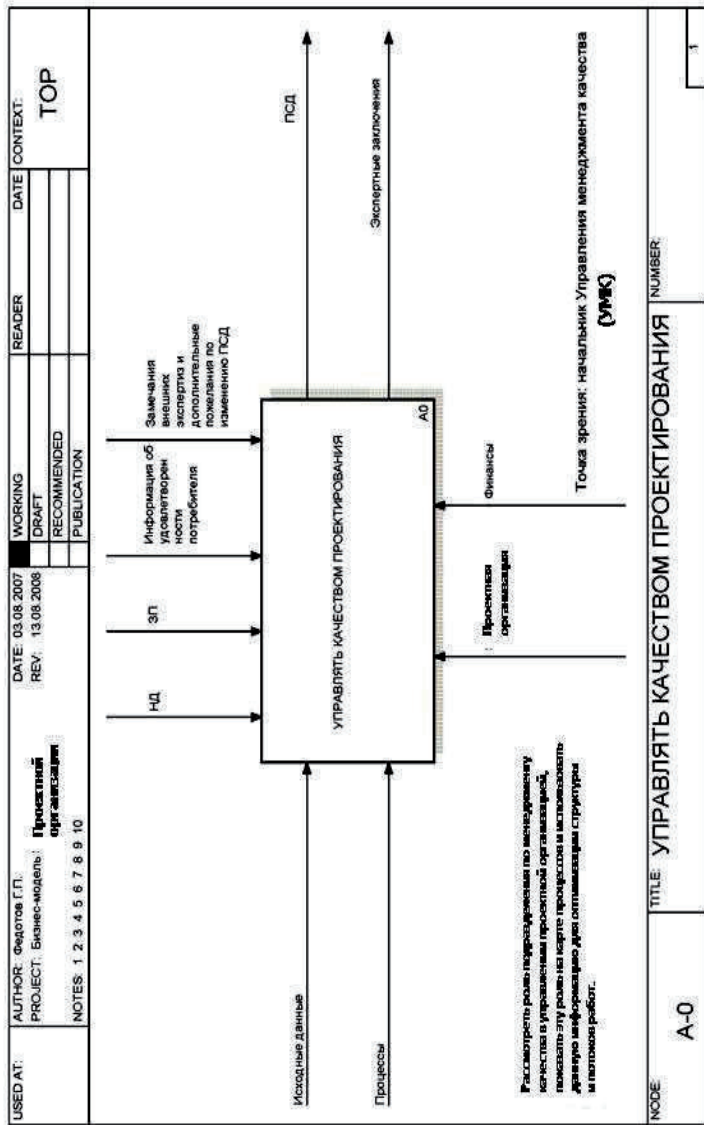 USED AT:
AUTHOR: Федотов Г.П.
PROJECT: Бизнес-модель: Проектной
организации
NOTES: 1 2 3 4 5 6 7 8 9 10
DATE: 03.08.2007
REV: 13.08.2008
WORKING
DRAFT
RECOMMENDED
PUBLICATION
READER
DATE
CONTEXT:
TOP
НД
ЗП
Информация об
удовлетворен
ности
потребителя
Замечания
внешних
экспертиз и
дополнительные
пожелания по
изменению ПСД
Исходные данные
Процессы
УПРАВЛЯТЬ КАЧЕСТВОМ ПРОЕКТИРОВАНИЯ
A0
ПСД
Экспертные заключения
: Проектная
организация
Финансы
Рассмотреть роль подразделения по менеджменту
качества в управлении проектной организацией,
показать эту роль на карте процессов и использовать
данную информацию для оптимизации структуры
и потоков работ.
Точка зрения: начальник Управления менеджмента качества
(УМК)
NODE:
A-0
TITLE: УПРАВЛЯТЬ КАЧЕСТВОМ ПРОЕКТИРОВАНИЯ
NUMBER:
1